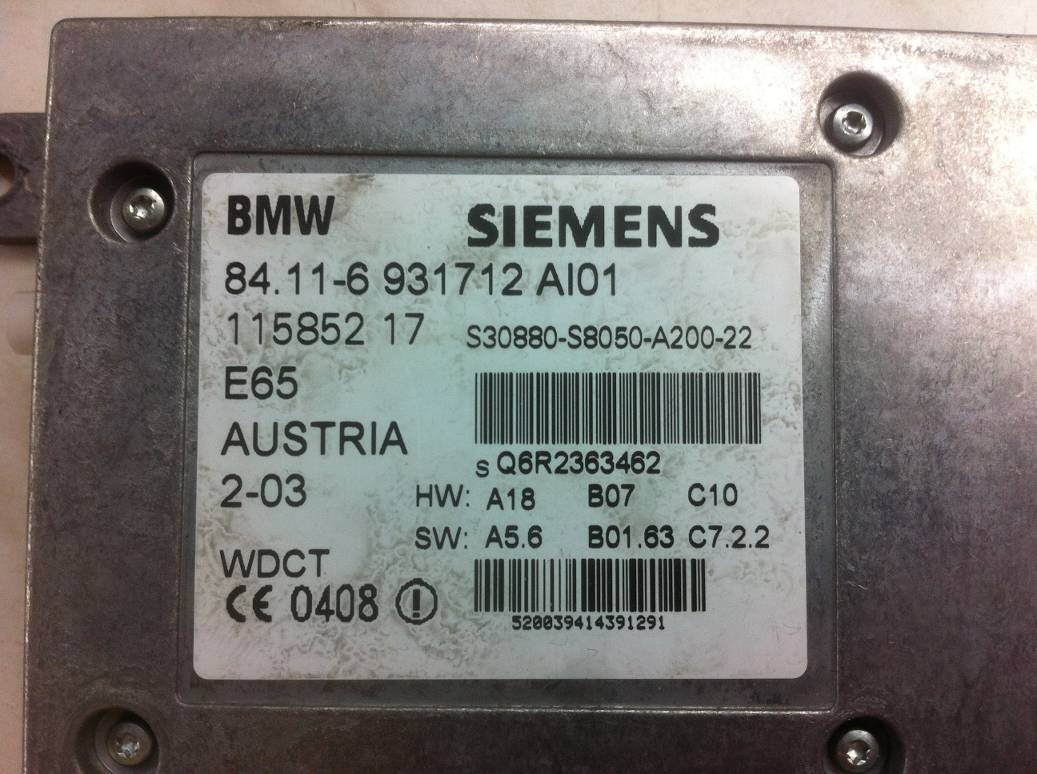 BMW SIEMENS
84.11-6 931712 AI01
115852 17 S30880-S8050-A200-22
E65
AUSTRIA
S Q6R2363462
2-03 HW: A18 B07 C10
SW: A5.6 B01.63 C7.2.2
WDCT
CE 0408
520039414391291